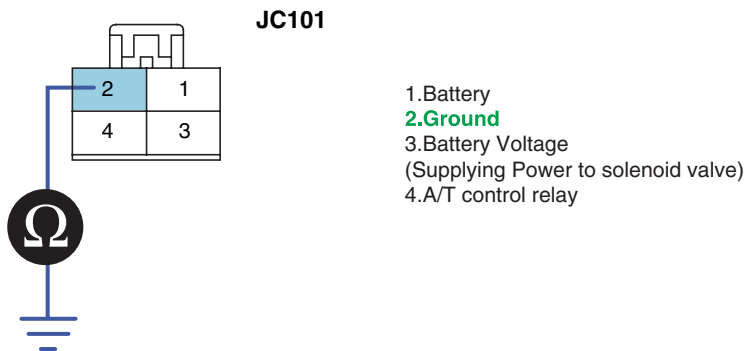 JC101
2 1
4 3
Ω
1.Battery
2.Ground
3.Battery Voltage
(Supplying Power to solenoid valve)
4.A/T control relay